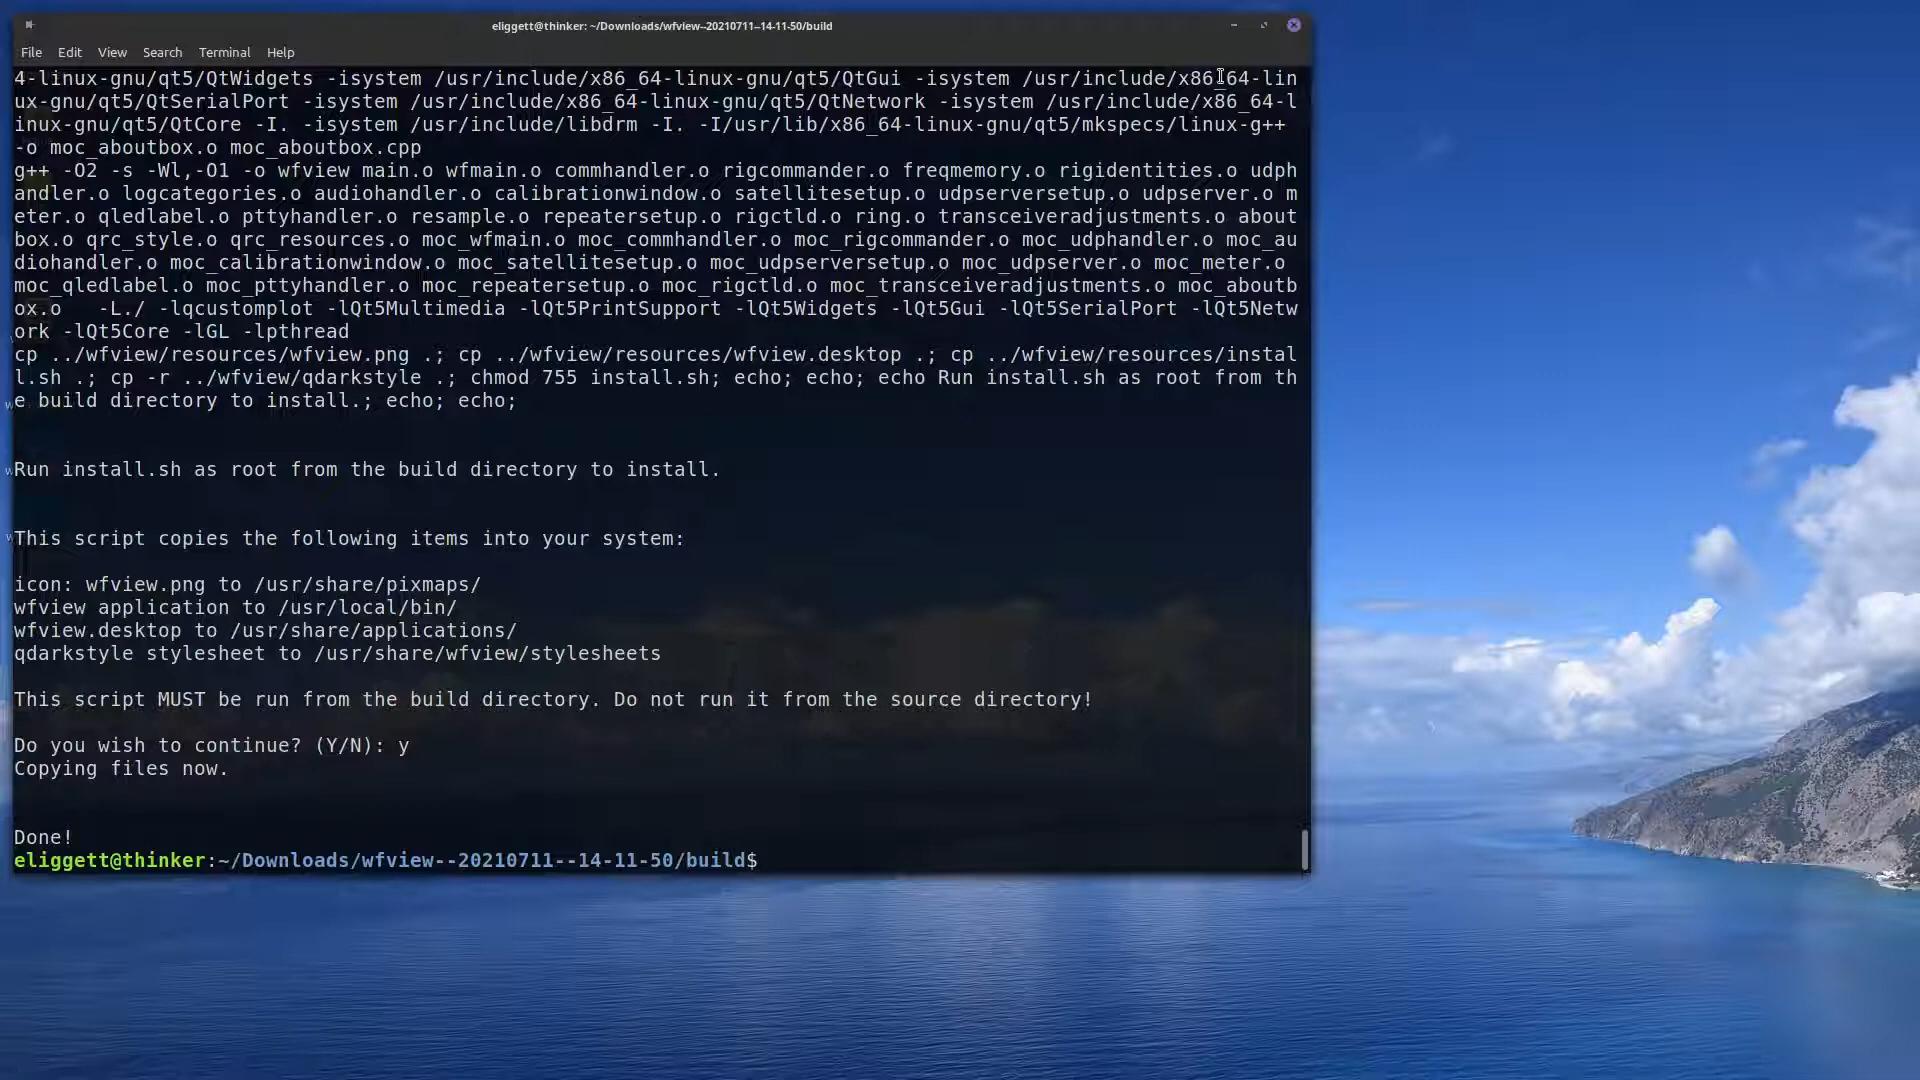 eliggett@thinker: ~/Downloads/wfview--20210711--14-11-50/build
File Edit View Search Terminal Help
4-linux-gnu/qt5/QtWidgets -isystem /usr/include/x86_64-linux-gnu/qt5/QtGui -isystem /usr/include/x86_64-lin
ux-gnu/qt5/QtSerialPort -isystem /usr/include/x86_64-linux-gnu/qt5/QtNetwork -isystem /usr/include/x86_64-l
inux-gnu/qt5/QtCore -I. -isystem /usr/include/libdrm -I. -I/usr/lib/x86_64-linux-gnu/qt5/mkspecs/linux-g++
-o moc_aboutbox.o moc_aboutbox.cpp
g++ -O2 -s -Wl,-O1 -o wfview main.o wfmain.o commhandler.o rigcommander.o freqmemory.o rigidentities.o udph
andler.o logcategories.o audiohandler.o calibrationwindow.o satellitesetup.o udpserversetup.o udpserver.o m
eter.o qledlabel.o pttyhandler.o resample.o repeatersetup.o rigctld.o ring.o transceiveradjustments.o about
box.o qrc_style.o qrc_resources.o moc_wfmain.o moc_commhandler.o moc_rigcommander.o moc_udphandler.o moc_au
diohandler.o moc_calibrationwindow.o moc_satellitesetup.o moc_udpserversetup.o moc_udpserver.o moc_meter.o
moc_qledlabel.o moc_pttyhandler.o moc_repeatersetup.o moc_rigctld.o moc_transceiveradjustments.o moc_aboutb
ox.o   -L./ -lqcustomplot -lQt5Multimedia -lQt5PrintSupport -lQt5Widgets -lQt5Gui -lQt5SerialPort -lQt5Netw
ork -lQt5Core -lGL -lpthread
cp ../wfview/resources/wfview.png .; cp ../wfview/resources/wfview.desktop .; cp ../wfview/resources/instal
l.sh .; cp -r ../wfview/qdarkstyle .; chmod 755 install.sh; echo; echo; echo Run install.sh as root from th
e build directory to install.; echo; echo;
Run install.sh as root from the build directory to install.
This script copies the following items into your system:
icon: wfview.png to /usr/share/pixmaps/
wfview application to /usr/local/bin/
wfview.desktop to /usr/share/applications/
qdarkstyle stylesheet to /usr/share/wfview/stylesheets
This script MUST be run from the build directory. Do not run it from the source directory!
Do you wish to continue? (Y/N): y
Copying files now.
Done!
eliggett@thinker:~/Downloads/wfview--20210711--14-11-50/build$